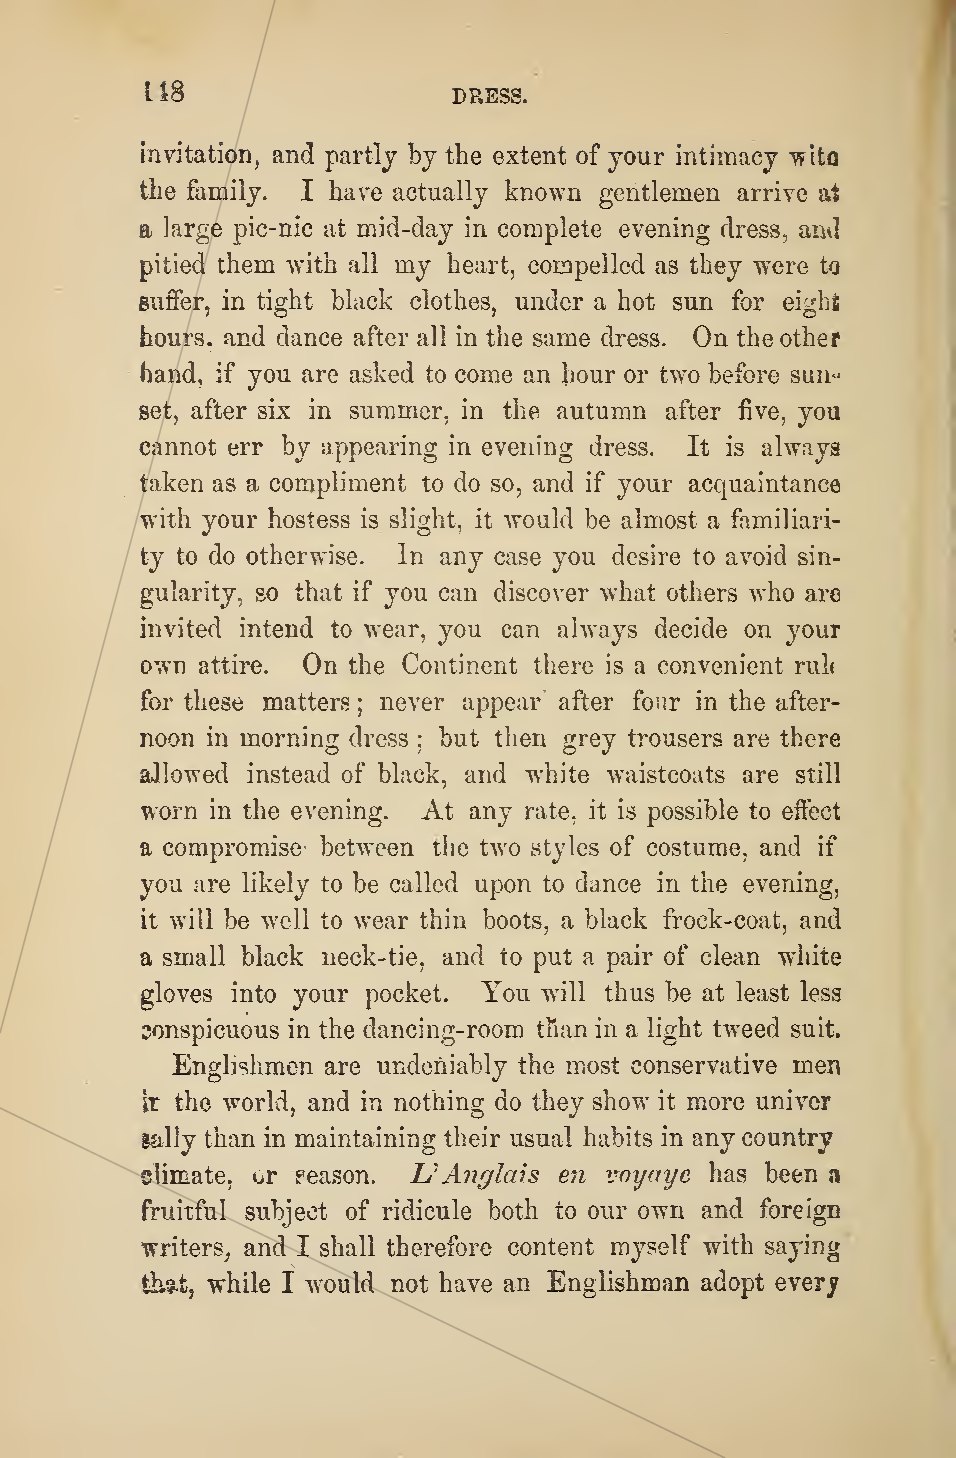 148 DRESS.
invitation, and partly by the extent of your intimacy with
the family. I have actually known gentlemen arrive at
a large pic-nic at mid-day in complete evening dress, and
pitied them with all my heart, compelled as they were to
suffer, in tight black clothes, under a hot sun for eight
hours, and dance after all in the same dress. On the other
hand, if you are asked to come an hour or two before sun-
set, after six in summer, in the autumn after five, you
cannot err by appearing in evening dress. It is always
taken as a compliment to do so, and if your acquaintance
with your hostess is slight, it would be almost a familiari-
ty to do otherwise. In any case you desire to avoid sin-
gularity, so that if you can discover what others who are
invited intend to wear, you can always decide on your
own attire. On the Continent there is a convenient rule
for these matters; never appear after four in the after-
noon in morning dress; but then grey trousers are there
allowed instead of black, and white waistcoats are still
worn in the evening. At any rate, it is possible to effect
a compromise between the two styles of costume, and if
you are likely to be called upon to dance in the evening,
it will be well to wear thin boots, a black frock-coat, and
a small black neck-tie, and to put a pair of clean white
gloves into your pocket. You will thus be at least less
conspicuous in the dancing-room than in a light tweed suit.
Englishmen are undeniably the most conservative men
in the world, and in nothing do they show it more univer
sally than in maintaining their usual habits in any country
climate, or season. L'Anglais en voyage has been a
fruitful subject of ridicule both to our own and foreign
writers, and I shall therefore content myself with saying
that, while I would not have an Englishman adopt every